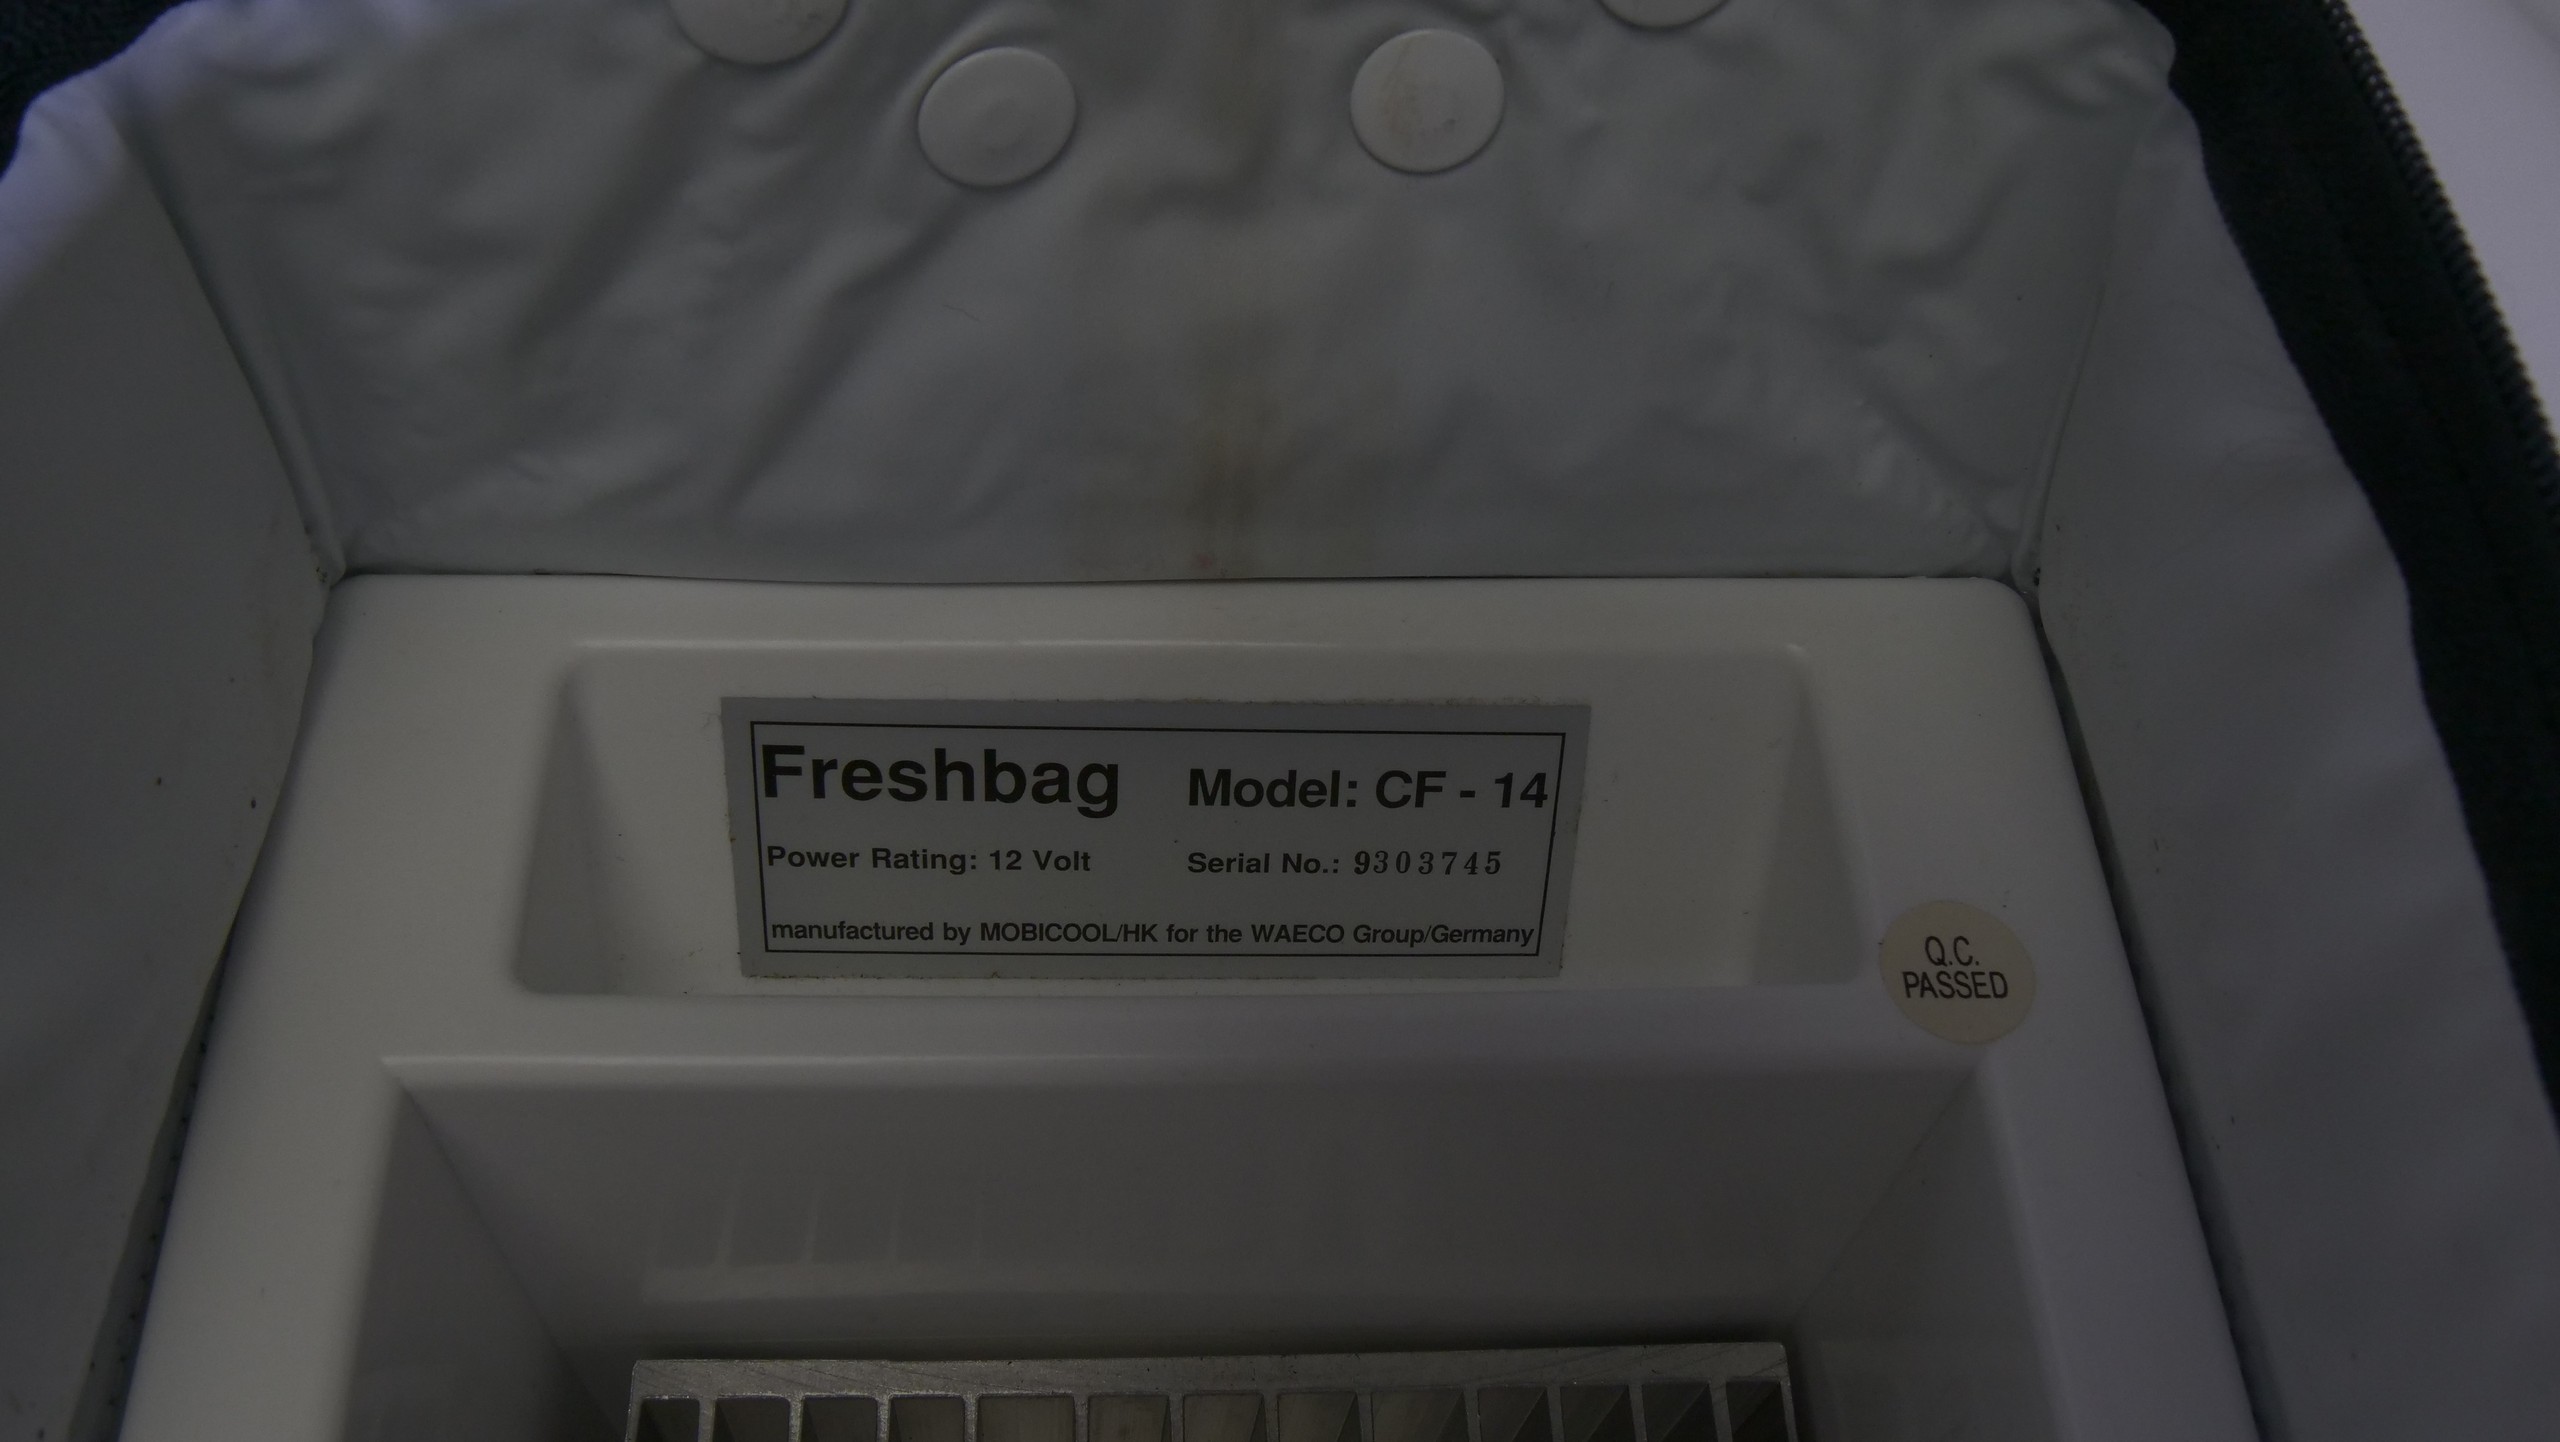 Freshbag Model: CF - 14
Power Rating: 12 Volt Serial No.: 9303745
manufactured by MOBICOOL/HK for the WAECO Group/Germany
Q.C.
PASSED